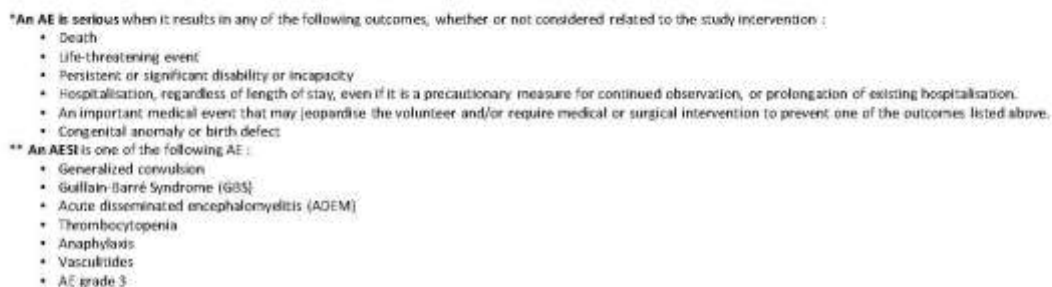 *An AE is serious when it results in any of the following outcomes, whether or not considered related to the study intervention :
• Death
• Life-threatening event
• Persistent or significant disability or incapacity
• Hospitalisation, regardless of length of stay, even if it is a precautionary measure for continued observation, or prolongation of existing hospitalisation.
• An important medical event that may jeopardise the volunteer and/or require medical or surgical intervention to prevent one of the outcomes listed above.
• Congenital anomaly or birth defect
** An AESI is one of the following AE :
• Generalized convulsion
• Guillain-Barré Syndrome (GBS)
• Acute disseminated encephalomyelitis (ADEM)
• Thrombocytopenia
• Anaphylaxis
• Vasculitides
• AE grade 3